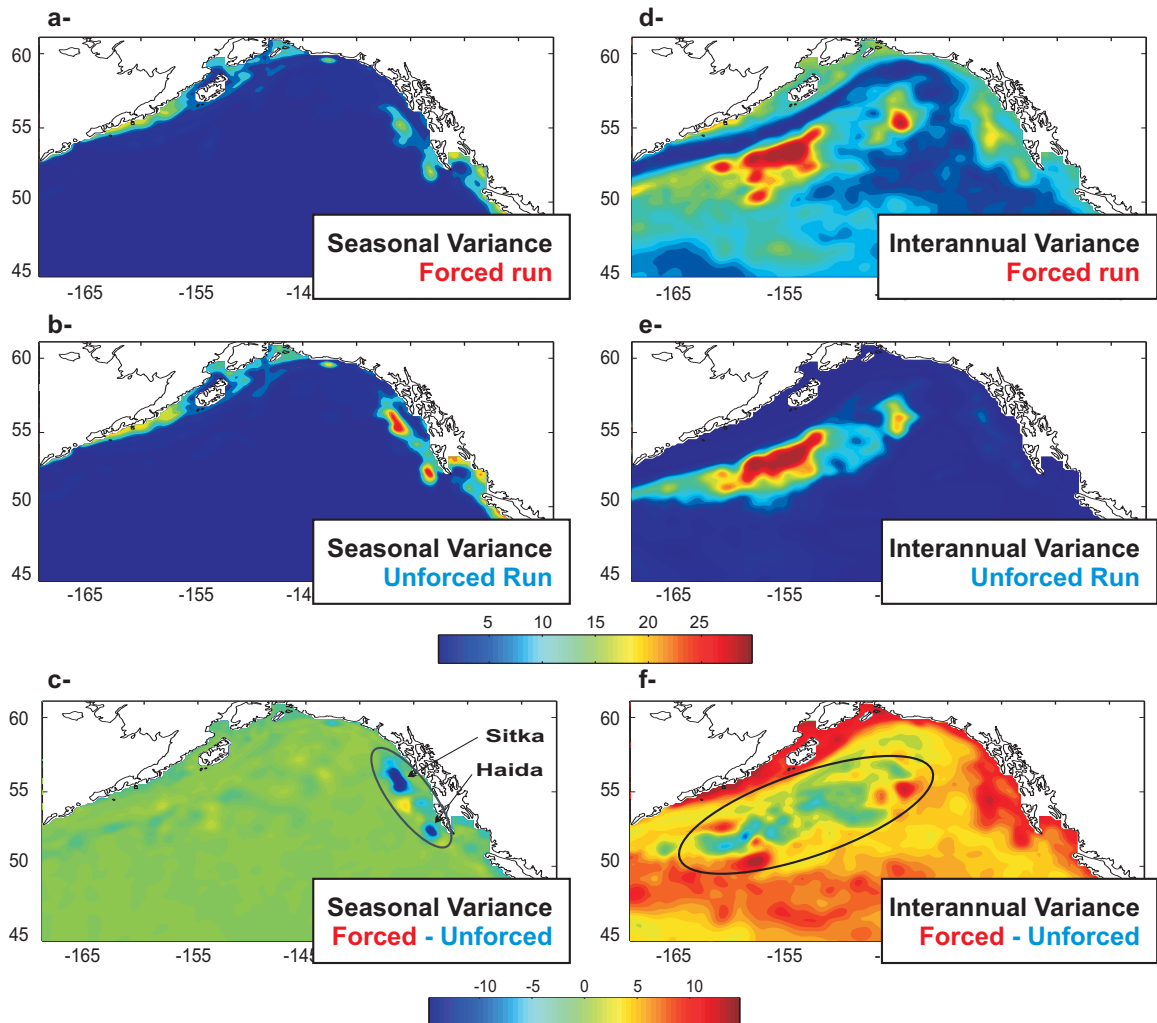 a-
60
55
50
45
-165
-155
-14
Seasonal Variance
Forced run
d-
60
55
50
45
-165
-155
Interannual Variance
Forced run
b-
60
55
50
45
-165
-155
-14
Seasonal Variance
Unforced Run
e-
60
55
50
45
-165
-155
Interannual Variance
Unforced Run
5 10 15 20 25
c-
60
55
50
45
-165
-155
-145
Sitka
Haida
Seasonal Variance
Forced - Unforced
f-
60
55
50
45
-165
-155
Interannual Variance
Forced - Unforced
-10 -5 0 5 10